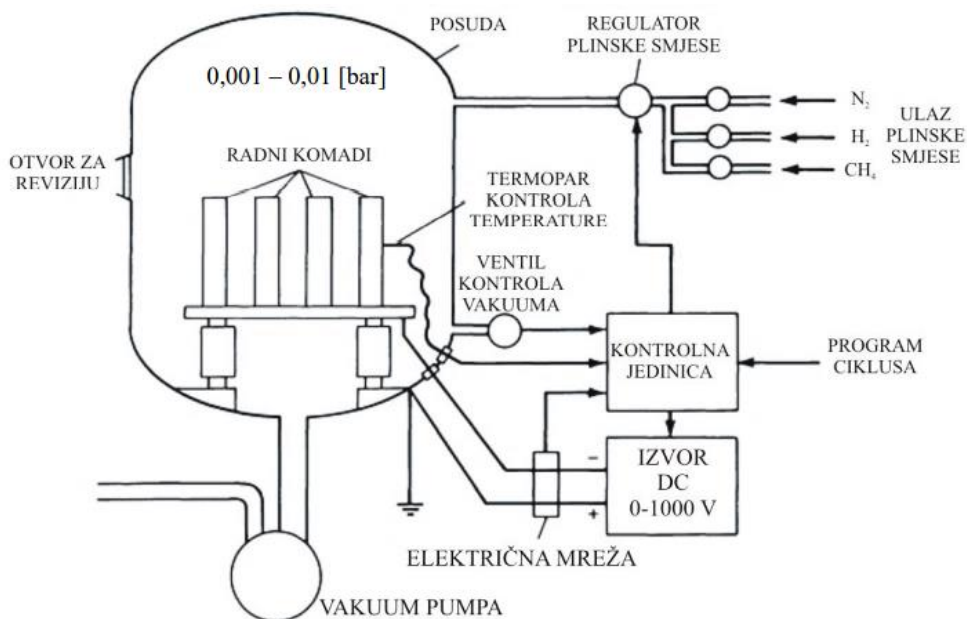 POSUDA
REGULATOR
PLINSKE SMJESE
0,001 – 0,01 [bar]
N₂
H₂
CH₄
ULAZ
PLINSKE
SMJESE
OTVOR ZA
REVIZIJU
RADNI KOMADI
TERMOPAR
KONTROLA
TEMPERATURE
VENTIL
KONTROLA
VAKUUMA
KONTROLNA
JEDINICA
PROGRAM
CIKLUSA
IZVOR
DC
0-1000 V
−
+
ELEKTRIČNA MREŽA
VAKUUM PUMPA